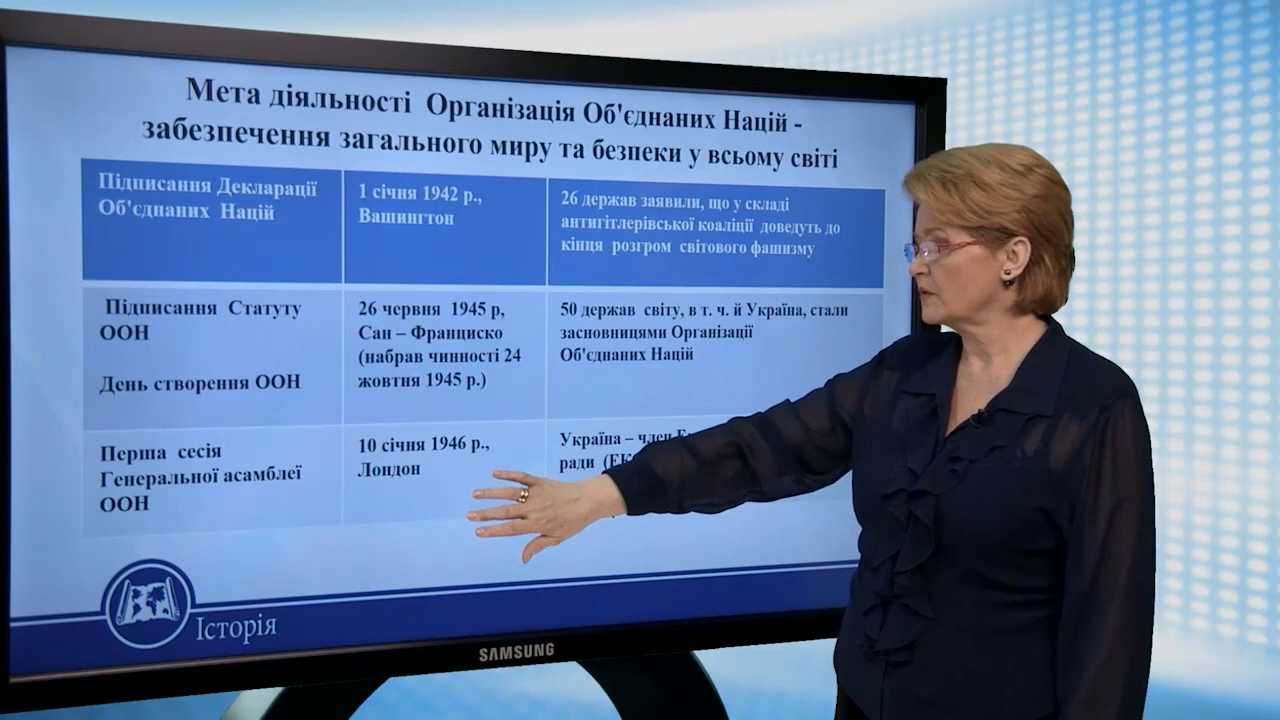 Мета діяльності Організація Об'єднаних Націй -
забезпечення загального миру та безпеки у всьому світі
Підписання Декларації
Об'єднаних Націй
1 січня 1942 р.,
Вашингтон
26 держав заявили, що у складі
антигітлерівської коаліції доведуть до
кінця розгром світового фашизму
Підписання Статуту
ООН
День створення ООН
26 червня 1945 р,
Сан – Франциско
(набрав чинності 24
жовтня 1945 р.)
50 держав світу, в т. ч. й Україна, стали
засновницями Організації
Об'єднаних Націй
Перша сесія
Генеральної асамблеї
ООН
10 січня 1946 р.,
Лондон
Україна – член
ради
Історія
SAMSUNG